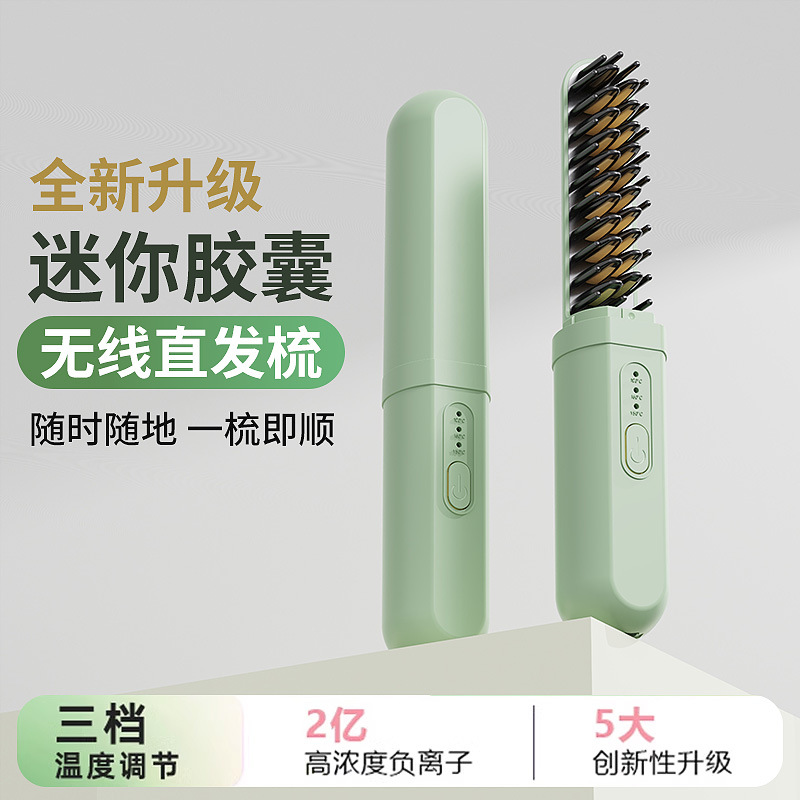 全新升级
迷你胶囊
无线直发梳
随时随地 一梳即顺
三档
温度调节
2亿
高浓度负离子
5大
创新性升级